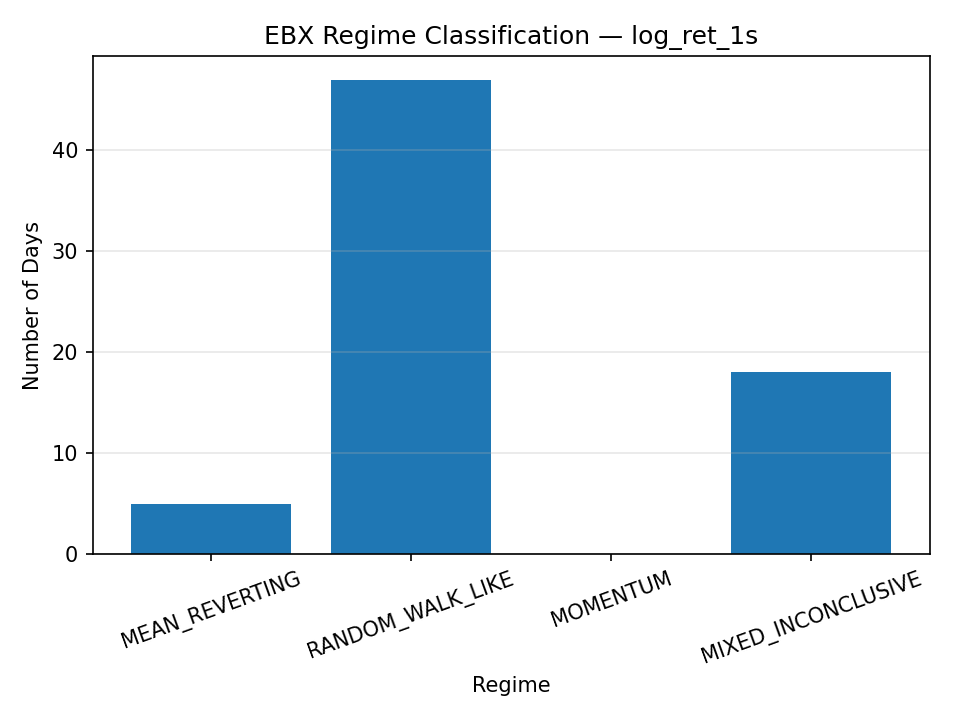 EBX Regime Classification — log_ret_1s
Number of Days
40
30
20
10
0
MEAN_REVERTING
RANDOM_WALK_LIKE
MOMENTUM
MIXED_INCONCLUSIVE
Regime